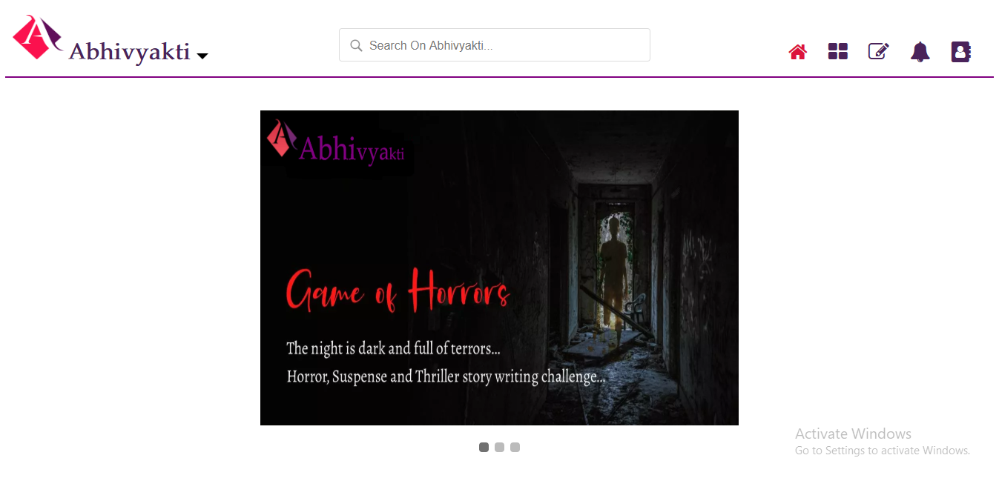 Abhivyakti
Search On Abhivyakti...
Abhivyakti
Game of Horrors
The night is dark and full of terrors...
Horror, Suspense and Thriller story writing challenge...
Activate Windows
Go to Settings to activate Windows.